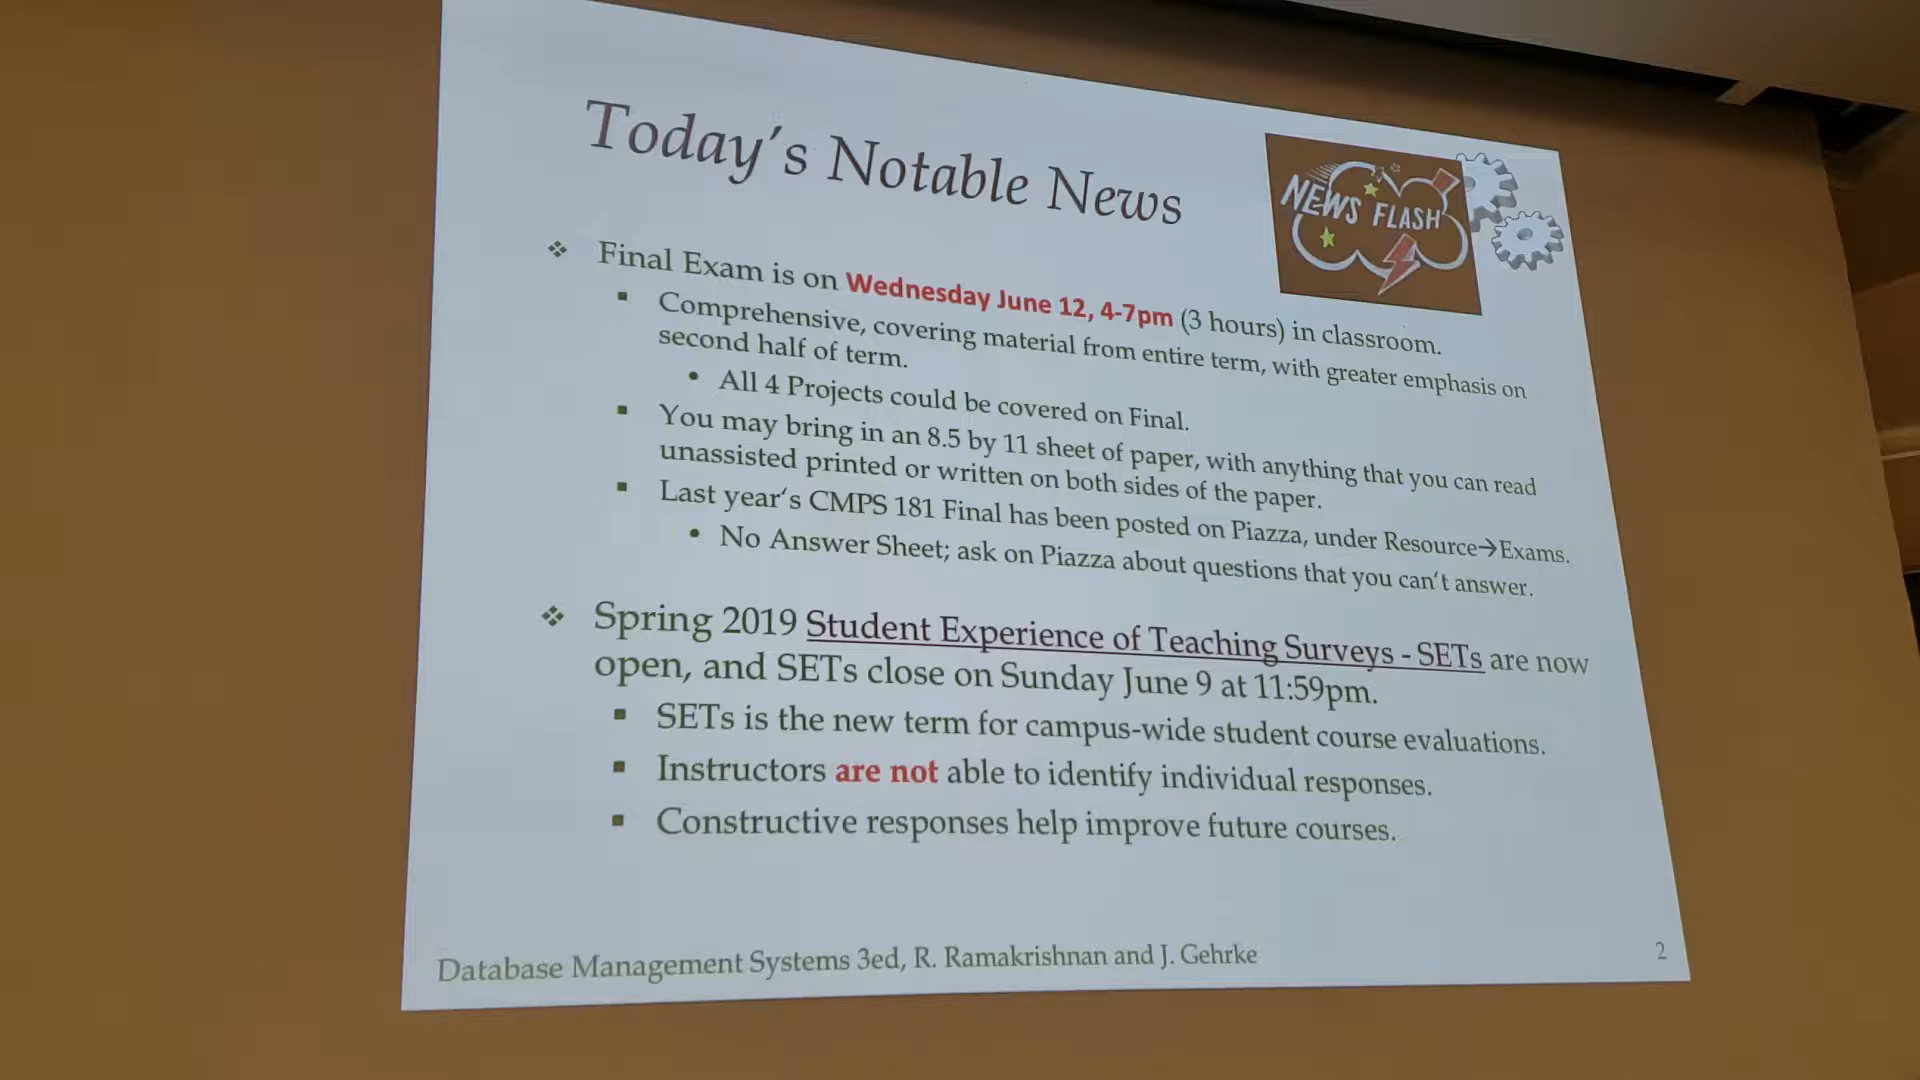 Today's Notable News
NEWS FLASH
❖ Final Exam is on Wednesday June 12, 4-7pm (3 hours) in classroom.
▪ Comprehensive, covering material from entire term, with greater emphasis on
second half of term.
• All 4 Projects could be covered on Final.
▪ You may bring in an 8.5 by 11 sheet of paper, with anything that you can read
unassisted printed or written on both sides of the paper.
▪ Last year's CMPS 181 Final has been posted on Piazza, under Resource→Exams.
• No Answer Sheet; ask on Piazza about questions that you can't answer.
❖ Spring 2019 Student Experience of Teaching Surveys - SETs are now
open, and SETs close on Sunday June 9 at 11:59pm.
▪ SETs is the new term for campus-wide student course evaluations.
▪ Instructors are not able to identify individual responses.
▪ Constructive responses help improve future courses.
Database Management Systems 3ed, R. Ramakrishnan and J. Gehrke
2